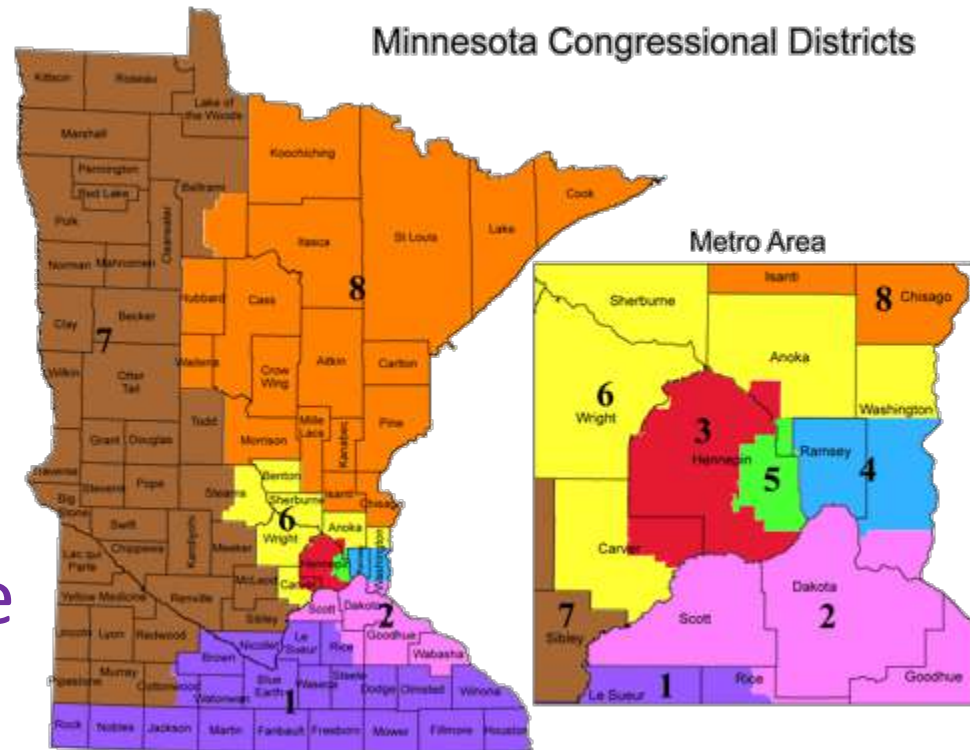 Minnesota Congressional Districts
Kittson
Roseau
Lake of
the Woods
Marshall
Koochiching
Pennington
Red Lake
Beltrami
Cook
Polk
Clearwater
Itasca
St Louis
Lake
Norman
Mahnomen
8
Hubbard
Cass
Clay
Becker
7
Wadena
Crow
Wing
Aitkin
Carlton
Wilkin
Otter
Tail
Todd
Mille
Lacs
Kanabec
Pine
Grant
Douglas
Morrison
Traverse
Stevens
Pope
Stearns
Benton
Big
Stone
Sherburne
Isanti
Chisago
6
Anoka
Swift
Wright
Kandiyohi
Meeker
Washington
Lac qui
Parle
Chippewa
Hennepin
McLeod
Carver
Yellow Medicine
Renville
e
Scott
Dakota
2
Sibley
Lincoln
Lyon
Redwood
Nicollet
Le
Sueur
Rice
Goodhue
Wabasha
Brown
Pipestone
Murray
Cottonwood
Watonwan
Blue
Earth
Waseca
Steele
Dodge
Olmsted
Winona
1
Rock
Nobles
Jackson
Martin
Faribault
Freeborn
Mower
Fillmore
Houston
Metro Area
Isanti
8
Chisago
Sherburne
Anoka
6
Wright
Washington
3
Ramsey
Hennepin
5
4
Carver
Dakota
7
Scott
2
Sibley
Goodhue
1
Rice
Le Sueur